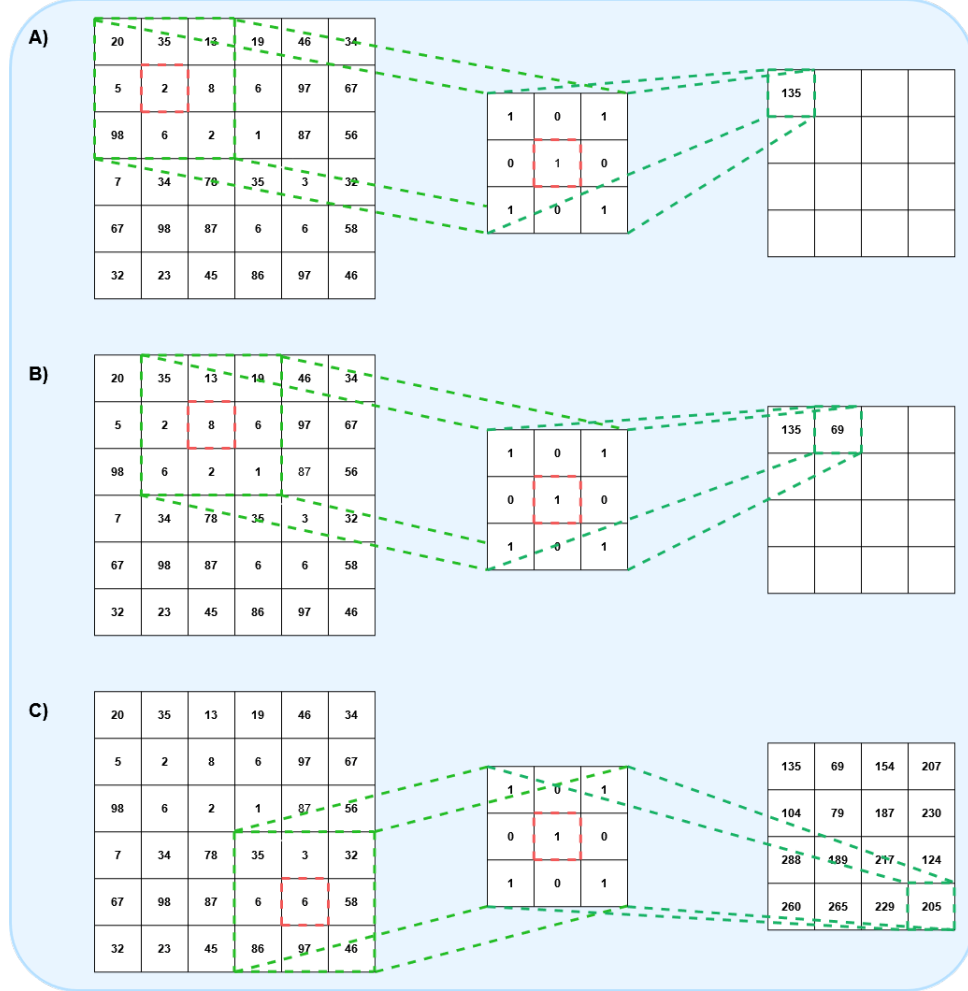 A)
20 35 13 19 46 34
5 2 8 6 97 67
98 6 2 1 87 56
7 34 78 35 3 32
67 98 87 6 6 58
32 23 45 86 97 46
1 0 1
0 1 0
1 0 1
135
B)
20 35 13 19 46 34
5 2 8 6 97 67
98 6 2 1 87 56
7 34 78 35 3 32
67 98 87 6 6 58
32 23 45 86 97 46
1 0 1
0 1 0
1 0 1
135 69
C)
20 35 13 19 46 34
5 2 8 6 97 67
98 6 2 1 87 56
7 34 78 35 3 32
67 98 87 6 6 58
32 23 45 86 97 46
1 0 1
0 1 0
1 0 1
135 69 154 207
104 79 187 230
288 489 217 124
260 265 229 205